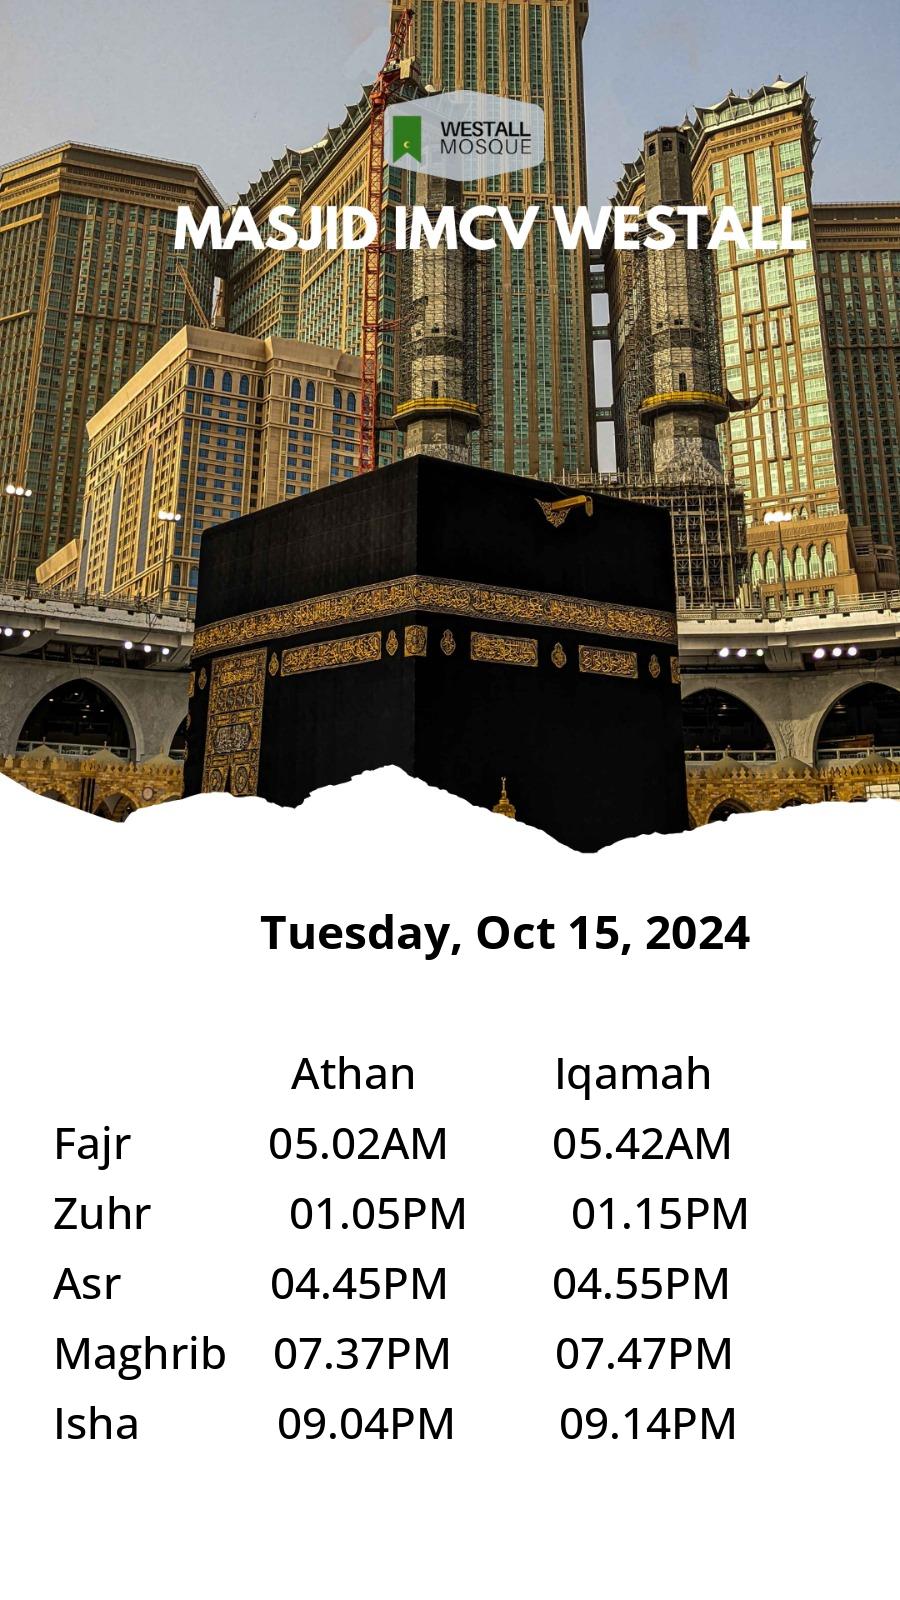 WESTALL
MOSQUE
MASJID IMCV WESTALL
Tuesday, Oct 15, 2024
Athan Iqamah
Fajr 05.02AM 05.42AM
Zuhr 01.05PM 01.15PM
Asr 04.45PM 04.55PM
Maghrib 07.37PM 07.47PM
Isha 09.04PM 09.14PM